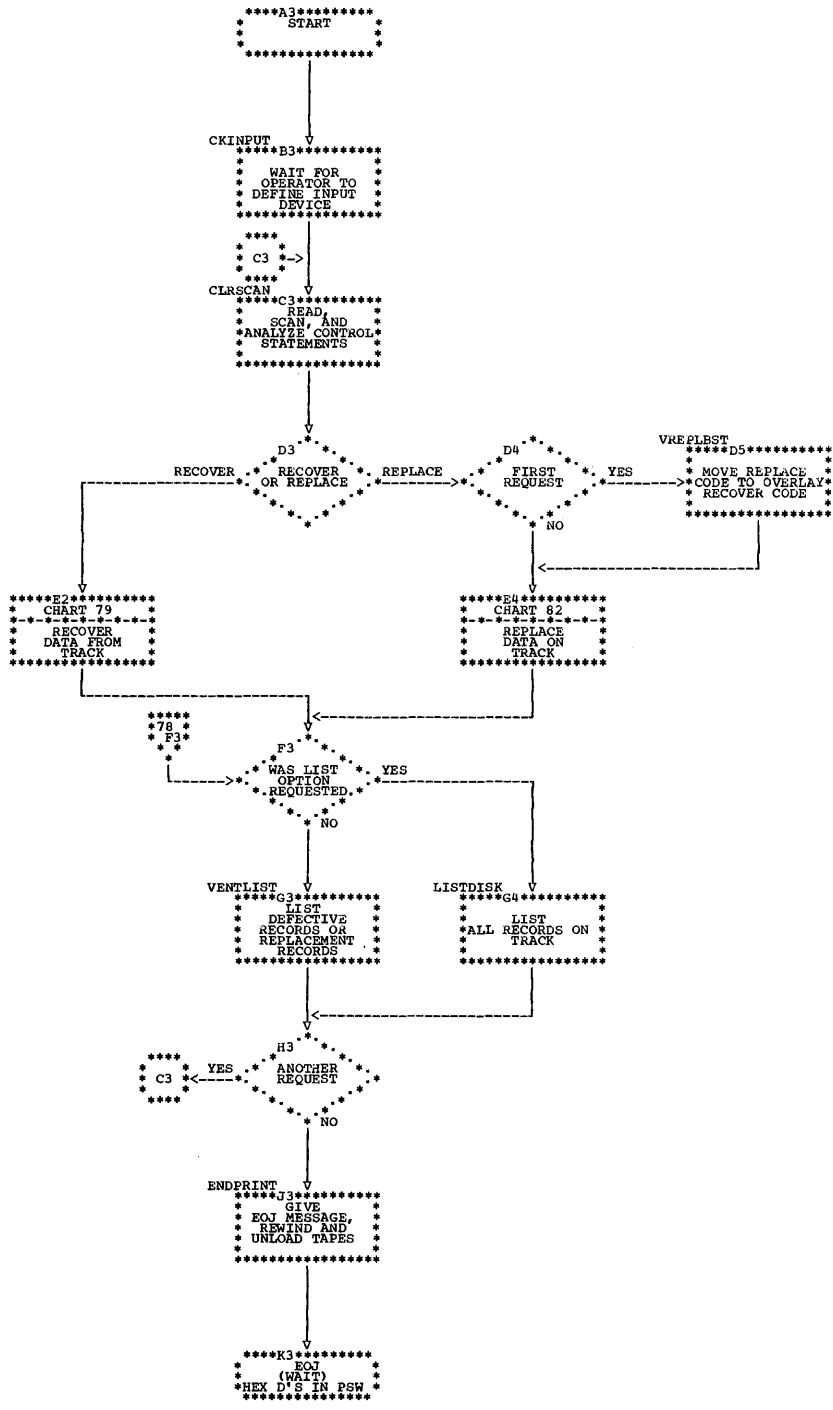 A3
START
CKINPUT
B3
WAIT FOR
OPERATOR TO
DEFINE INPUT
DEVICE
C3
CLRSCAN
C3
READ,
SCAN, AND
ANALYZE CONTROL
STATEMENTS
D3
RECOVER
OR REPLACE
RECOVER
REPLACE
D4
FIRST
REQUEST
YES
NO
VREPLBST
D5
MOVE REPLACE
CODE TO OVERLAY
RECOVER CODE
E2
CHART 79
RECOVER
DATA FROM
TRACK
E4
CHART 82
REPLACE
DATA ON
TRACK
78
F3
F3
WAS LIST
OPTION
REQUESTED
YES
NO
VENTLIST
G3
LIST
DEFECTIVE
RECORDS OR
REPLACEMENT
RECORDS
LISTDISK
G4
LIST
ALL RECORDS ON
TRACK
H3
ANOTHER
REQUEST
YES
C3
NO
ENDPRINT
J3
GIVE
EOJ MESSAGE,
REWIND AND
UNLOAD TAPES
K3
EOJ
(WAIT)
HEX D'S IN PSW